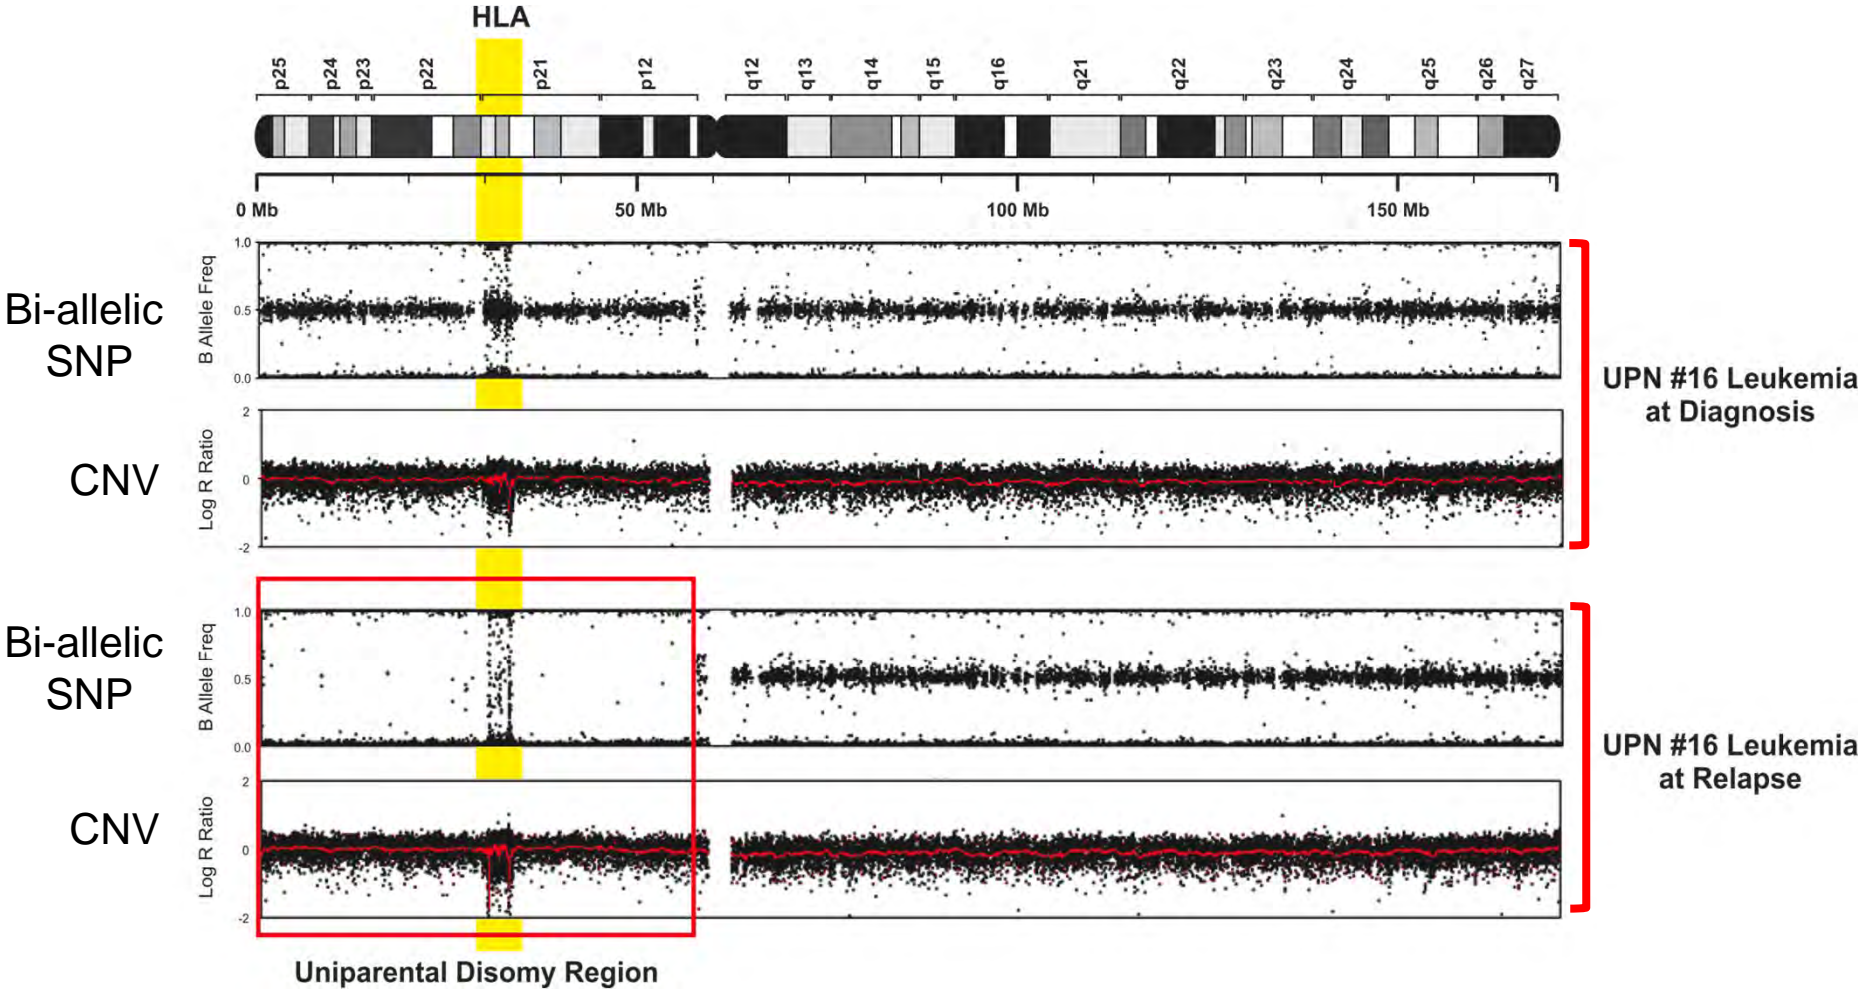 HLA
p25 p24 p23 p22 p21 p12 q12 q13 q14 q15 q16 q21 q22 q23 q24 q25 q26 q27
0 Mb 50 Mb 100 Mb 150 Mb
Bi-allelic
SNP
B Allele Freq
1.0
0.5
0.0
CNV
Log R Ratio
2
0
-2
UPN #16 Leukemia
at Diagnosis
Bi-allelic
SNP
B Allele Freq
1.0
0.5
0.0
CNV
Log R Ratio
2
0
-2
UPN #16 Leukemia
at Relapse
Uniparental Disomy Region